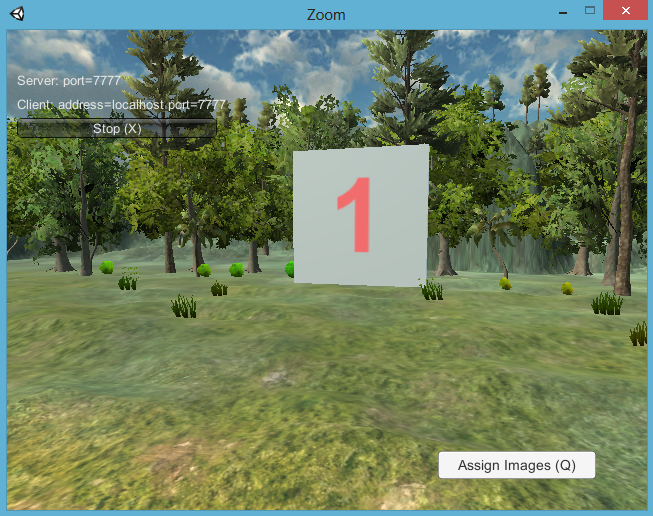 Zoom
Server: port=7777
Client: address=localhost port=7777
Stop (X)
1
Assign Images (Q)